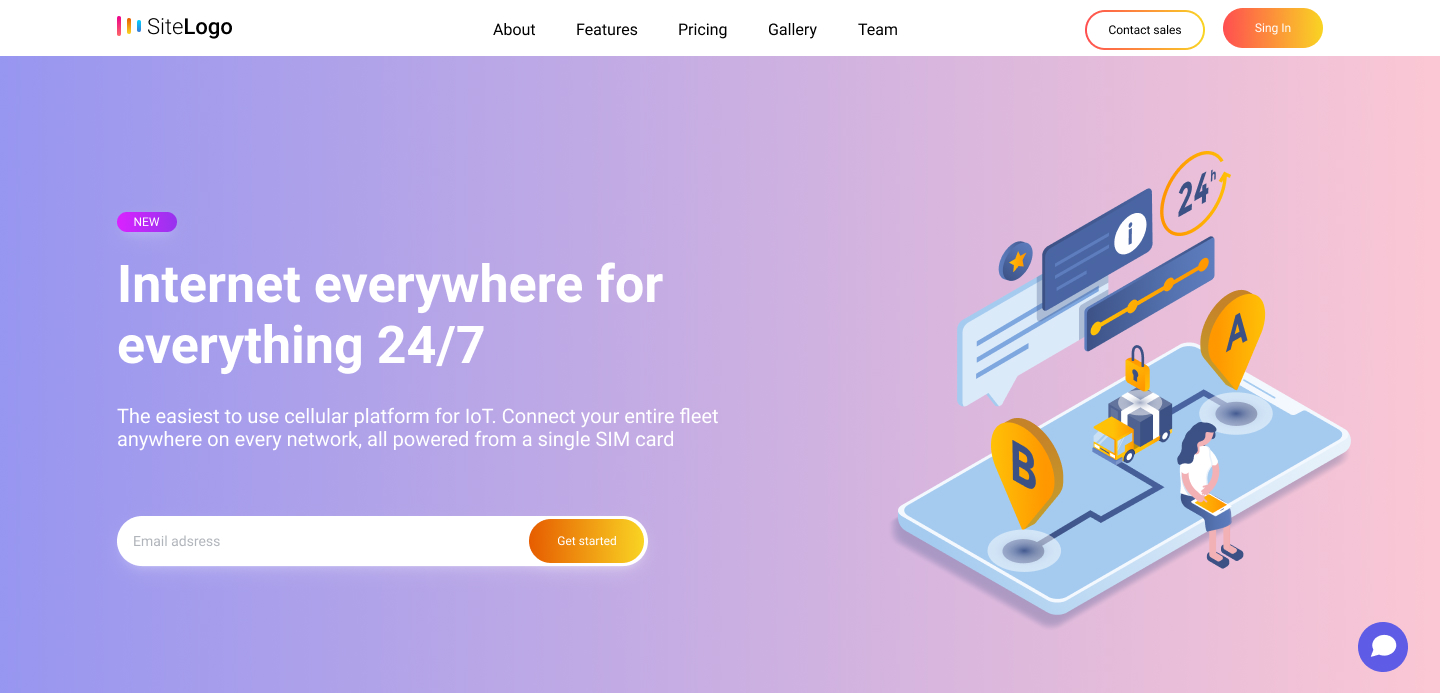 SiteLogo
About
Features
Pricing
Gallery
Team
Contact sales
Sing In
NEW
Internet everywhere for
everything 24/7
The easiest to use cellular platform for IoT. Connect your entire fleet
anywhere on every network, all powered from a single SIM card
Email adsress
Get started
24h
i
A
B